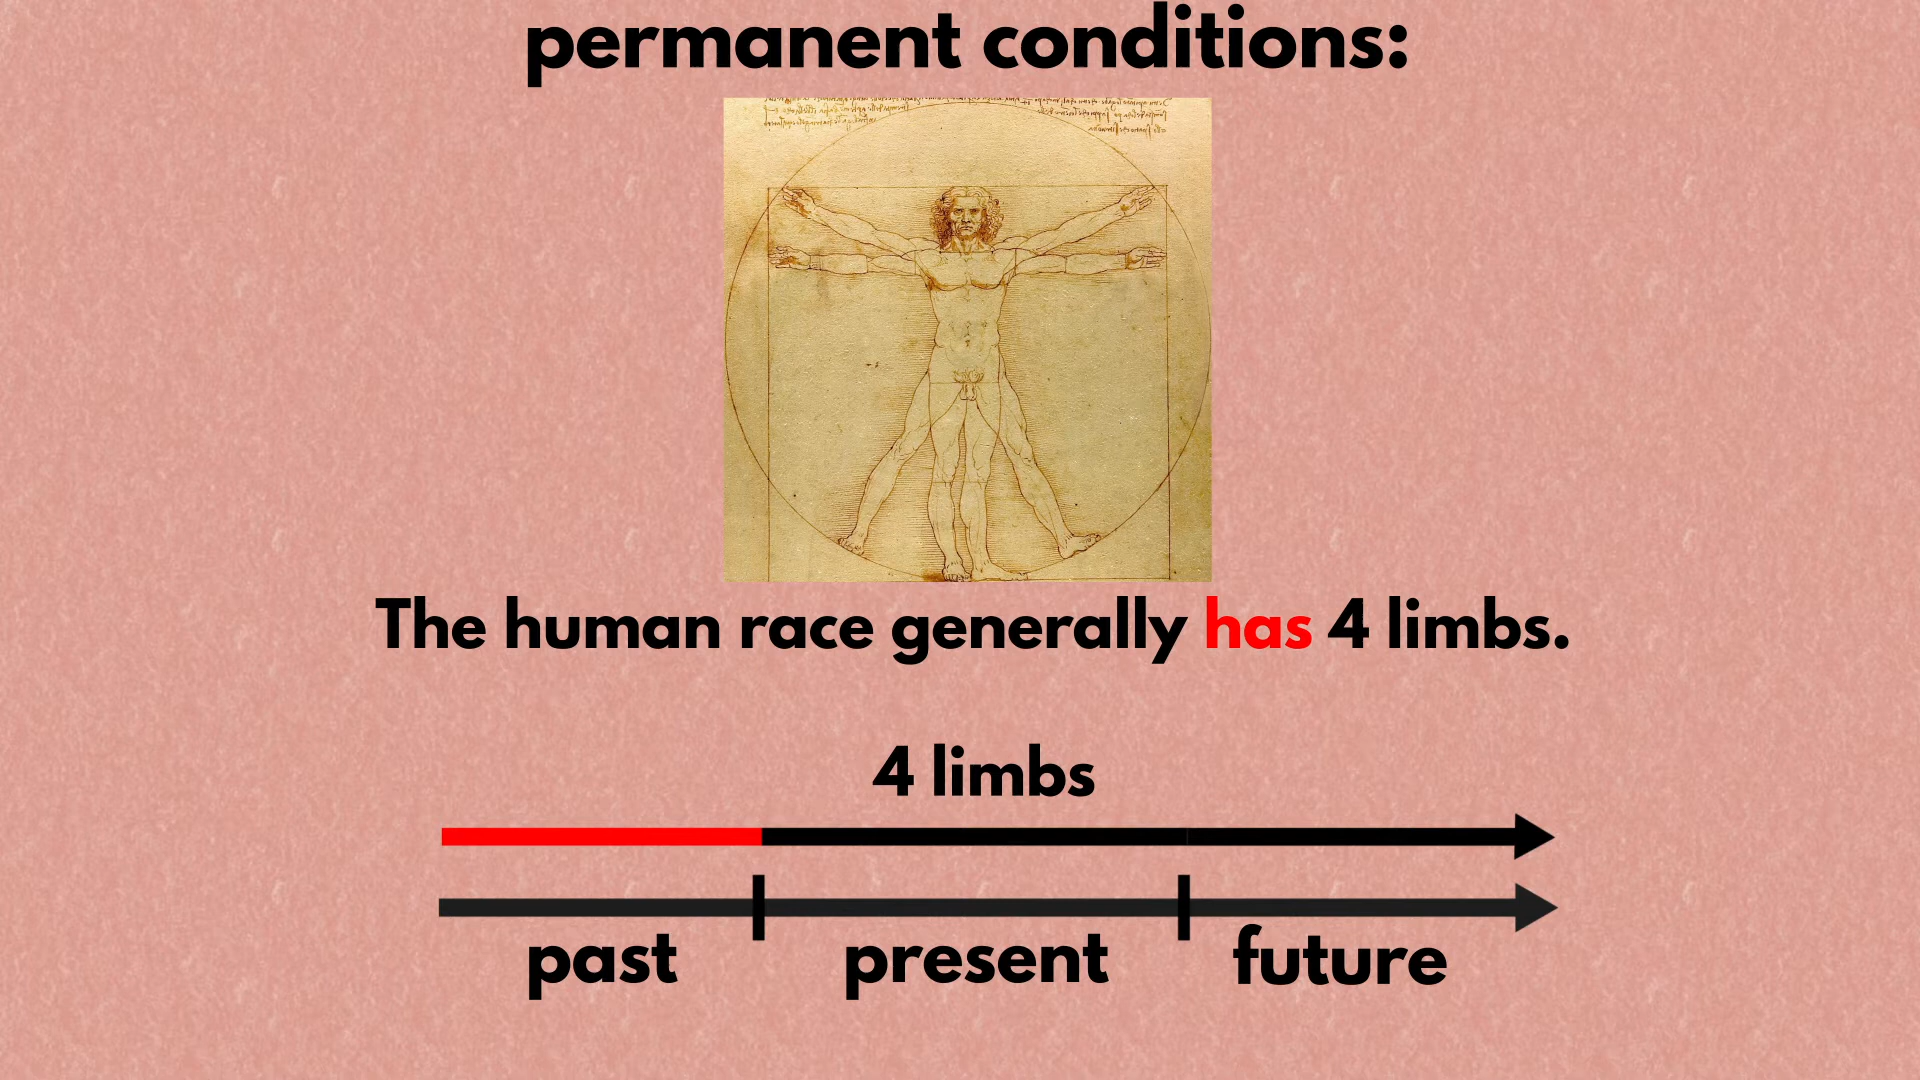 permanent conditions:
The human race generally has 4 limbs.
4 limbs
past present future